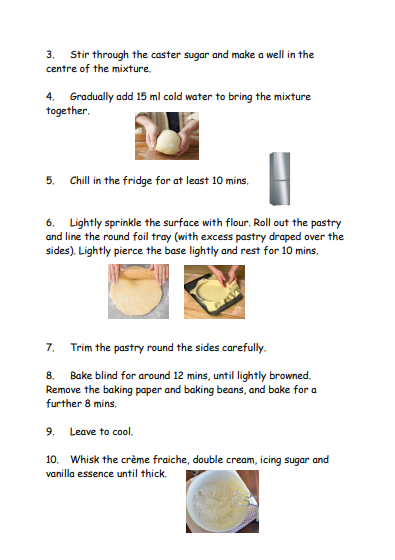 3. Stir through the caster sugar and make a well in the
centre of the mixture.
4. Gradually add 15 ml cold water to bring the mixture
together.
5. Chill in the fridge for at least 10 mins.
6. Lightly sprinkle the surface with flour. Roll out the pastry
and line the round foil tray (with excess pastry draped over the
sides). Lightly pierce the base lightly and rest for 10 mins.
7. Trim the pastry round the sides carefully.
8. Bake blind for around 12 mins, until lightly browned.
Remove the baking paper and baking beans, and bake for a
further 8 mins.
9. Leave to cool.
10. Whisk the crème fraiche, double cream, icing sugar and
vanilla essence until thick.